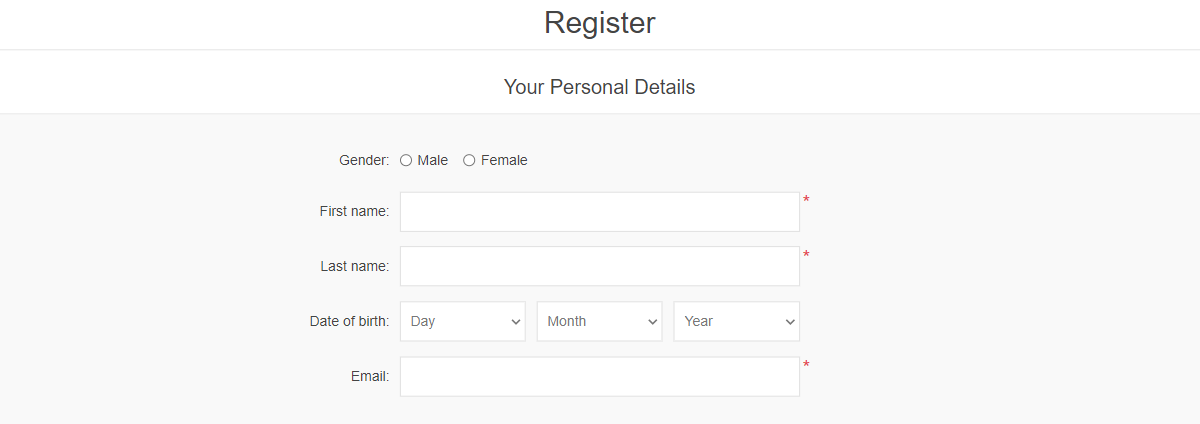 Register
Your Personal Details
Gender: Male Female
First name: *
Last name: *
Date of birth: Day Month Year
Email: *